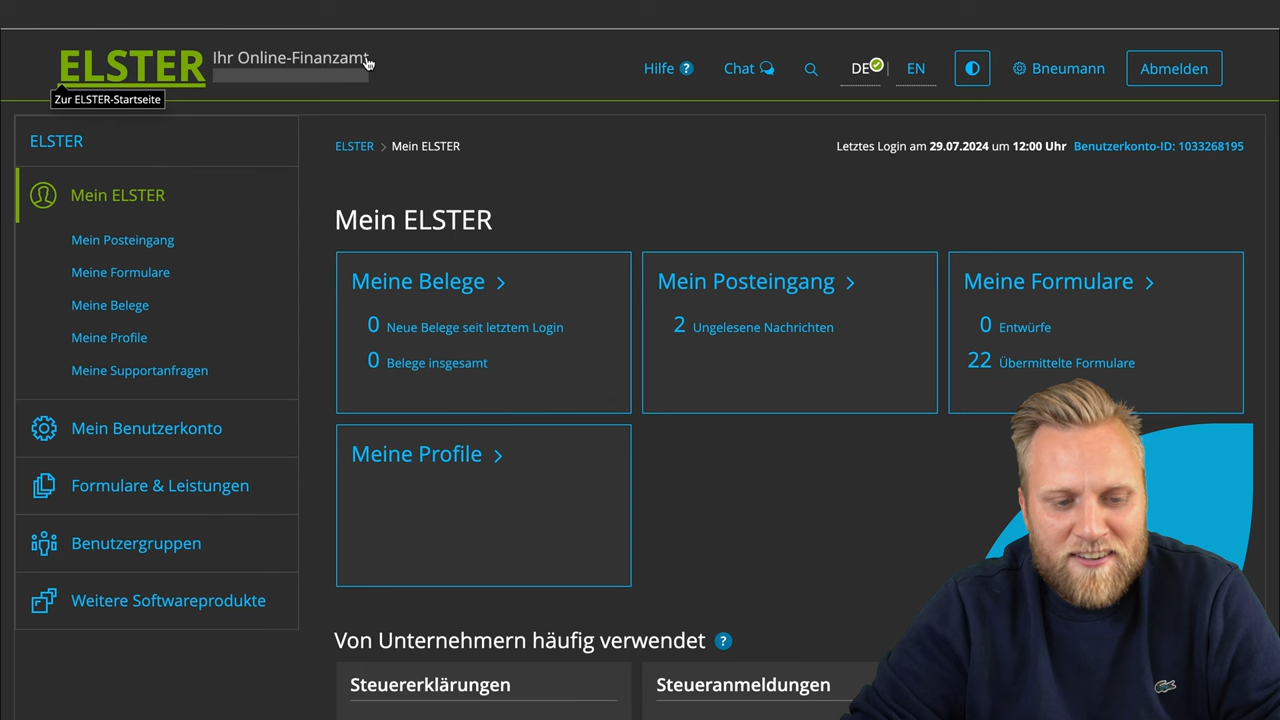 ELSTER
Ihr Online-Finanzamt
Hilfe ?
Chat
DE
EN
Bneumann
Abmelden
Zur ELSTER-Startseite
ELSTER
Mein ELSTER
Mein Posteingang
Meine Formulare
Meine Belege
Meine Profile
Meine Supportanfragen
Mein Benutzerkonto
Formulare & Leistungen
Benutzergruppen
Weitere Softwareprodukte
ELSTER > Mein ELSTER
Letztes Login am 29.07.2024 um 12:00 Uhr Benutzerkonto-ID: 1033268195
Mein ELSTER
Meine Belege
0 Neue Belege seit letztem Login
0 Belege insgesamt
Mein Posteingang
2 Ungelesene Nachrichten
Meine Formulare
0 Entwürfe
22 Übermittelte Formulare
Meine Profile
Von Unternehmern häufig verwendet ?
Steuererklärungen
Steueranmeldungen